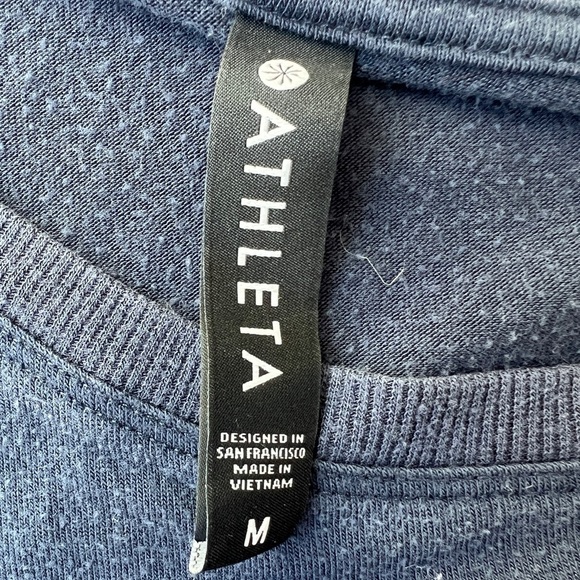 ATHLETA
DESIGNED IN
SAN FRANCISCO
MADE IN
VIETNAM
M